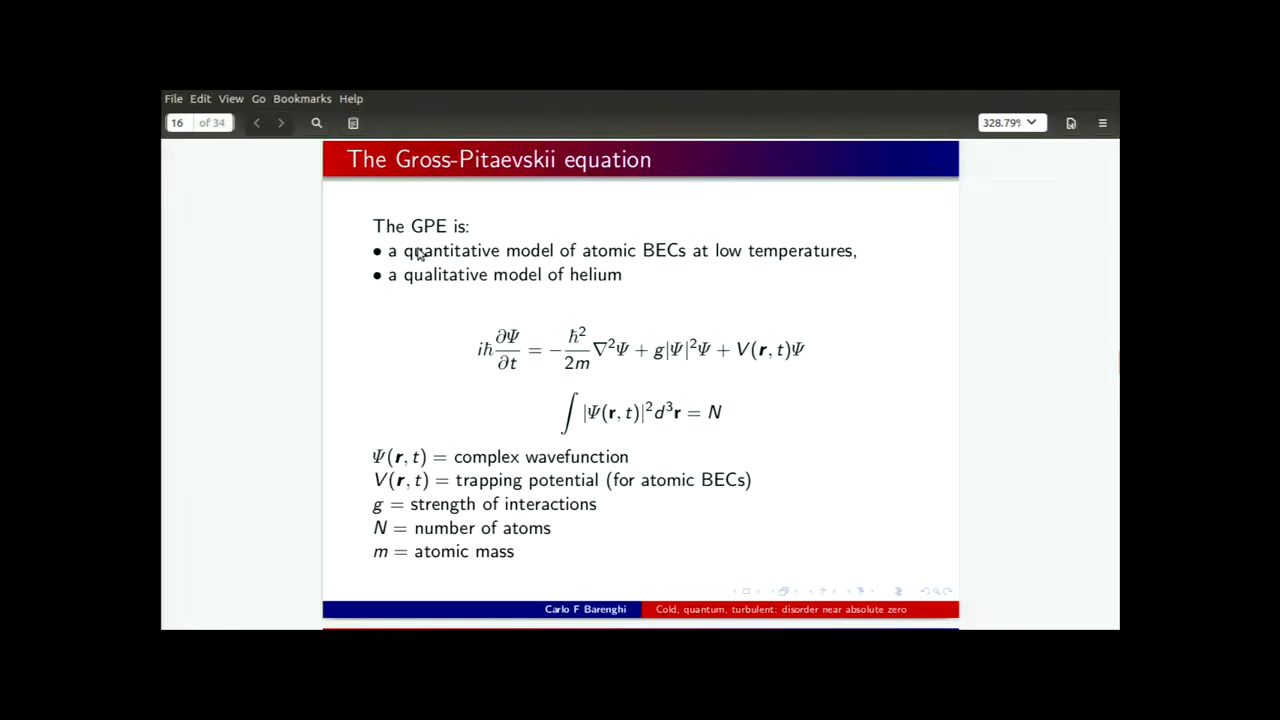 File Edit View Go Bookmarks Help
16 of 34 328.79%
The Gross-Pitaevskii equation
The GPE is:
• a quantitative model of atomic BECs at low temperatures,
• a qualitative model of helium
iℏ ∂Ψ/∂t = −ℏ²/2m ∇²Ψ + g|Ψ|²Ψ + V(r, t)Ψ
∫ |Ψ(r, t)|² d³r = N
Ψ(r, t) = complex wavefunction
V(r, t) = trapping potential (for atomic BECs)
g = strength of interactions
N = number of atoms
m = atomic mass
Carlo F Barenghi Cold, quantum, turbulent: disorder near absolute zero